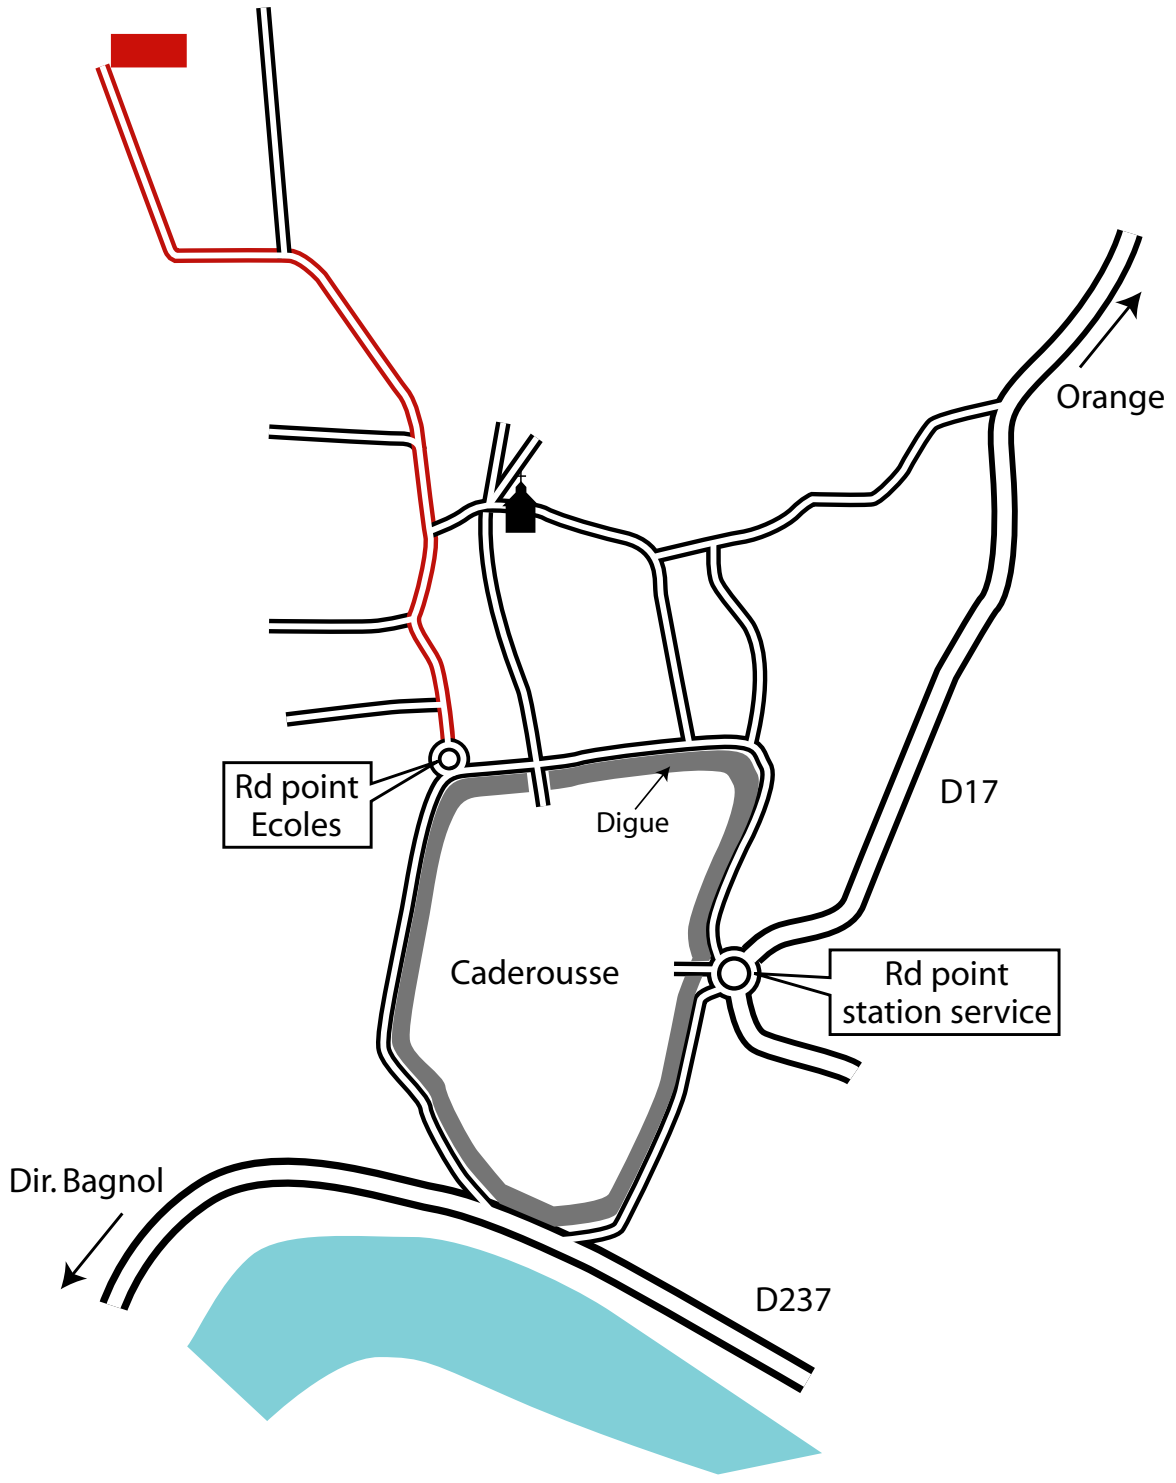 Orange
Rd point
Ecoles
D17
Digue
Caderousse
Rd point
station service
Dir. Bagnol
D237